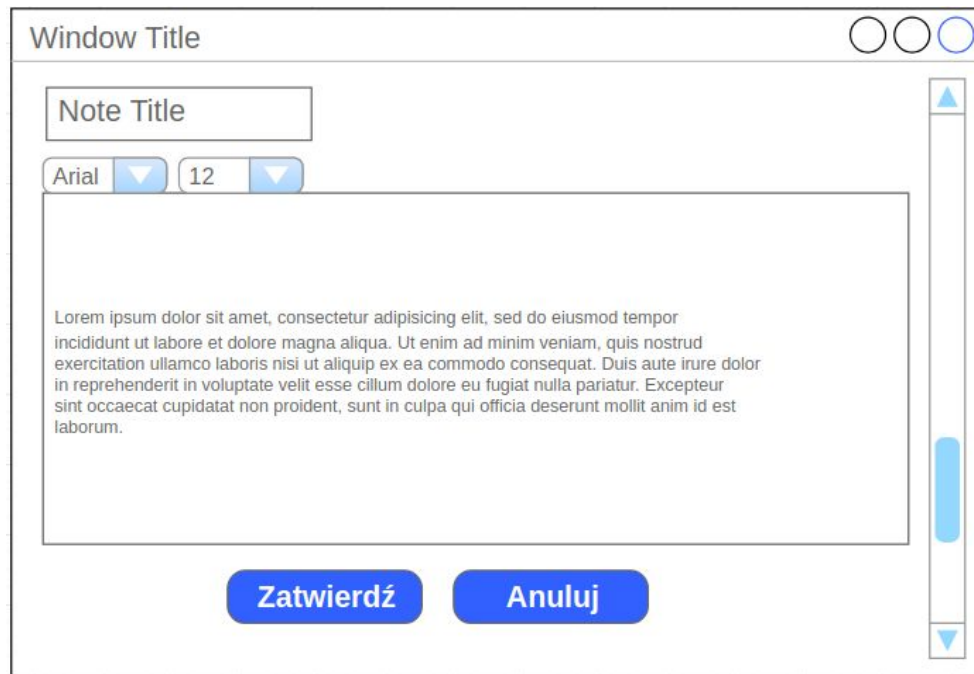 Window Title
Note Title
Arial 12
Lorem ipsum dolor sit amet, consectetur adipisicing elit, sed do eiusmod tempor
incididunt ut labore et dolore magna aliqua. Ut enim ad minim veniam, quis nostrud
exercitation ullamco laboris nisi ut aliquip ex ea commodo consequat. Duis aute irure dolor
in reprehenderit in voluptate velit esse cillum dolore eu fugiat nulla pariatur. Excepteur
sint occaecat cupidatat non proident, sunt in culpa qui officia deserunt mollit anim id est
laborum.
Zatwierdź Anuluj